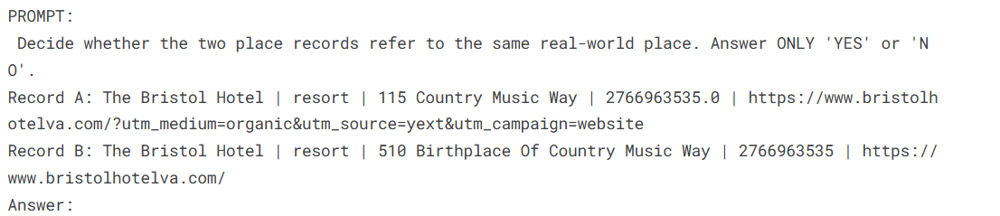 PROMPT:
Decide whether the two place records refer to the same real-world place. Answer ONLY 'YES' or 'N
O'.
Record A: The Bristol Hotel | resort | 115 Country Music Way | 2766963535.0 | https://www.bristolh
otelva.com/?utm_medium=organic&utm_source=yext&utm_campaign=website
Record B: The Bristol Hotel | resort | 510 Birthplace Of Country Music Way | 2766963535 | https://
www.bristolhotelva.com/
Answer: